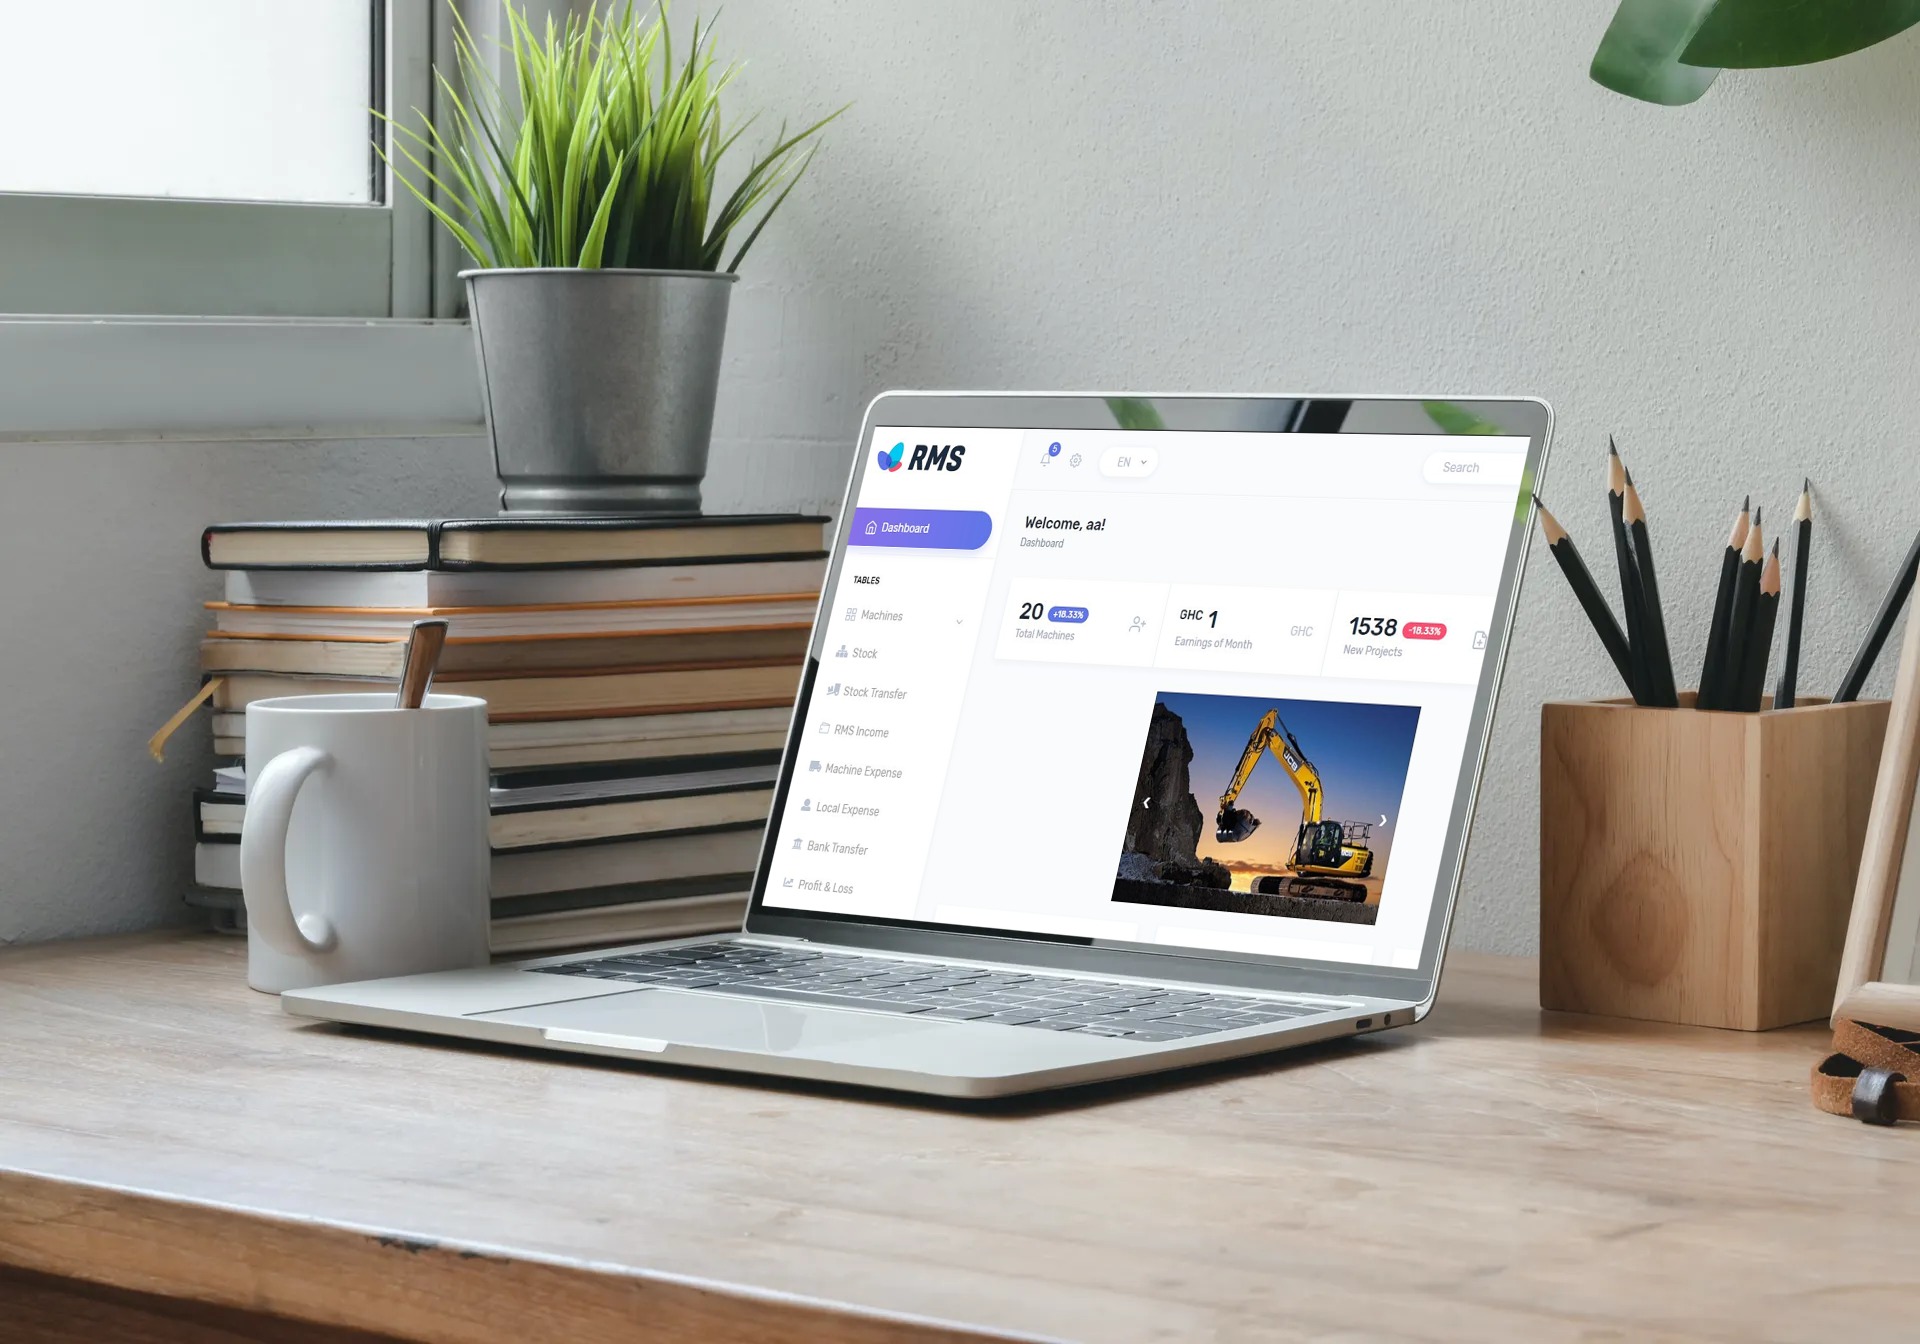 RMS
5
EN
Search
Dashboard
Welcome, aa!
Dashboard
TABLES
Machines
Stock
Stock Transfer
RMS Income
Machine Expense
Local Expense
Bank Transfer
Profit & Loss
20 +18.33%
Total Machines
GHC 1
Earnings of Month
GHC
1538 -18.33%
New Projects
JCB